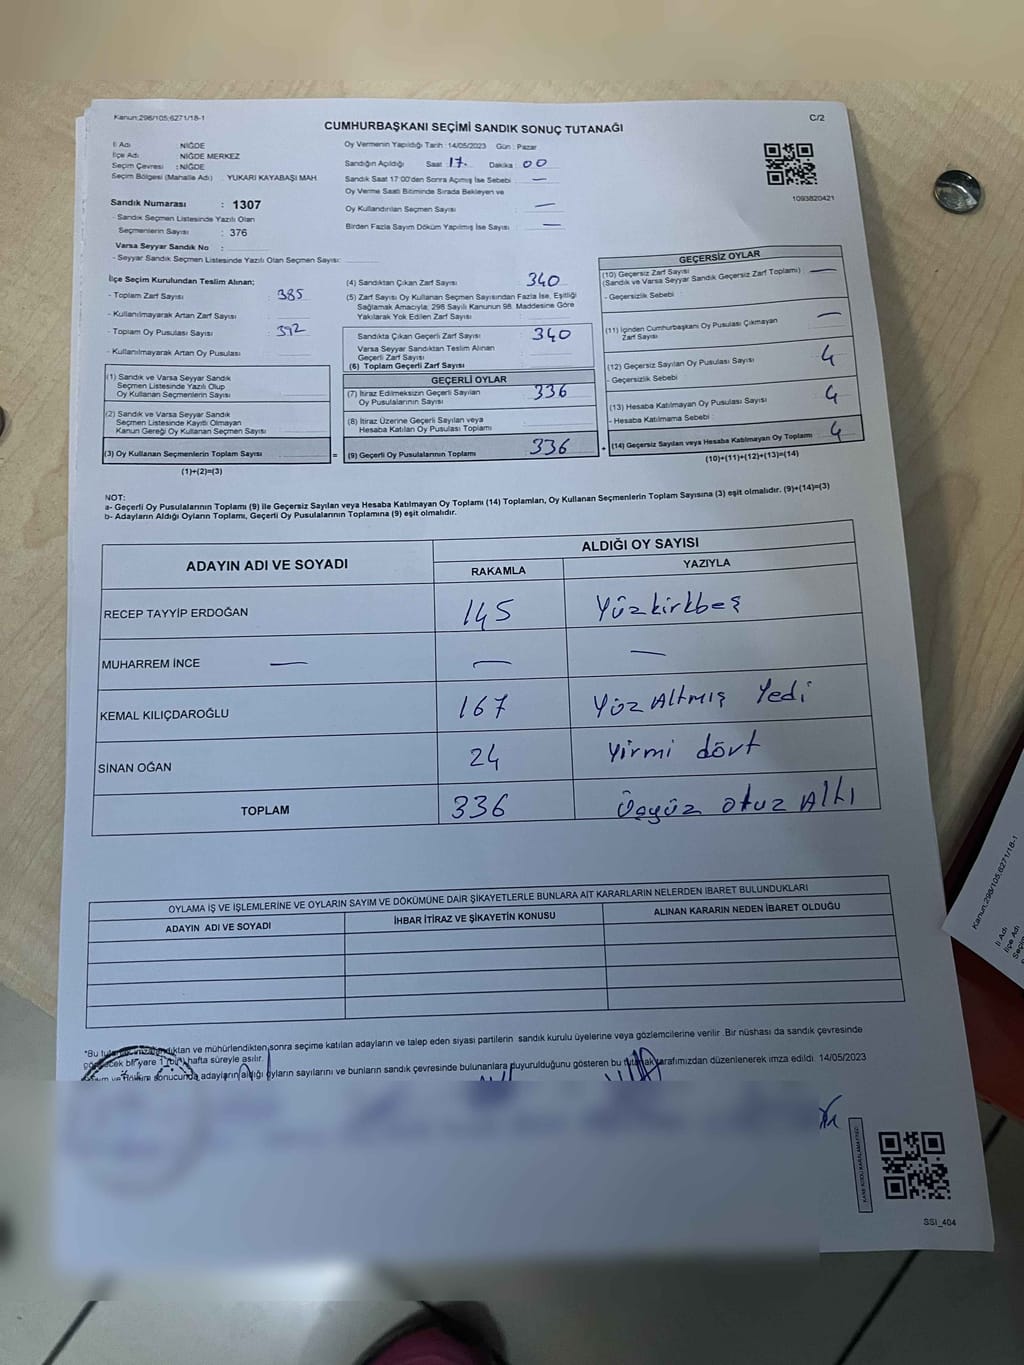 Kanun:298/105;6271/18-1
C/2
CUMHURBAŞKANI SEÇİMİ SANDIK SONUÇ TUTANAĞI
İl Adı : NİĞDE
İlçe Adı : NİĞDE MERKEZ
Seçim Çevresi : NİĞDE
Seçim Bölgesi (Mahalle Adı) : YUKARI KAYABAŞI MAH.
Sandık Numarası : 1307
- Sandık Seçmen Listesinde Yazılı Olan
Seçmenlerin Sayısı : 376
Varsa Seyyar Sandık No :
- Seyyar Sandık Seçmen Listesinde Yazılı Olan Seçmen Sayısı:
Oy Vermenin Yapıldığı Tarih : 14/05/2023 Gün : Pazar
Sandığın Açıldığı Saat : 17. Dakika : 00
Sandık Saat 17:00'den Sonra Açılmış İse Sebebi : —
Oy Verme Saati Bitiminde Sırada Bekleyen ve
Oy Kullandırılan Seçmen Sayısı : —
Birden Fazla Sayım Döküm Yapılmış İse Sayısı : —
1093820421
İlçe Seçim Kurulundan Teslim Alınan;
- Toplam Zarf Sayısı : 385
- Kullanılmayarak Artan Zarf Sayısı :
- Toplam Oy Pusulası Sayısı : 392
- Kullanılmayarak Artan Oy Pusulası
(1) Sandık ve Varsa Seyyar Sandık
Seçmen Listesinde Yazılı Olup
Oy Kullanan Seçmenlerin Sayısı
(2) Sandık ve Varsa Seyyar Sandık
Seçmen Listesinde Kayıtlı Olmayan
Kanun Gereği Oy Kullanan Seçmen Sayısı
(3) Oy Kullanan Seçmenlerin Toplam Sayısı
(1)+(2)=(3)
=
(4) Sandıktan Çıkan Zarf Sayısı : 340
(5) Zarf Sayısı Oy Kullanan Seçmen Sayısından Fazla İse, Eşitliği
Sağlamak Amacıyla; 298 Sayılı Kanunun 98. Maddesine Göre
Yakılarak Yok Edilen Zarf Sayısı :
Sandıkta Çıkan Geçerli Zarf Sayısı : 340
Varsa Seyyar Sandıktan Teslim Alınan
Geçerli Zarf Sayısı
(6) Toplam Geçerli Zarf Sayısı
GEÇERLİ OYLAR
(7) İtiraz Edilmeksizin Geçerli Sayılan
Oy Pusulalarının Sayısı : 336
(8) İtiraz Üzerine Geçerli Sayılan veya
Hesaba Katılan Oy Pusulası Toplamı
(9) Geçerli Oy Pusulalarının Toplamı 336
+
GEÇERSİZ OYLAR
(10) Geçersiz Zarf Sayısı
(Sandık ve Varsa Seyyar Sandık Geçersiz Zarf Toplamı) : —
- Geçersizlik Sebebi :
(11) İçinden Cumhurbaşkanı Oy Pusulası Çıkmayan
Zarf Sayısı —
(12) Geçersiz Sayılan Oy Pusulası Sayısı : 4
- Geçersizlik Sebebi
(13) Hesaba Katılmayan Oy Pusulası Sayısı : 4
- Hesaba Katılmama Sebebi
(14) Geçersiz Sayılan veya Hesaba Katılmayan Oy Toplamı : 4
(10)+(11)+(12)+(13)=(14)
NOT:
a- Geçerli Oy Pusulalarının Toplamı (9) ile Geçersiz Sayılan veya Hesaba Katılmayan Oy Toplamı (14) Toplamları, Oy Kullanan Seçmenlerin Toplam Sayısına (3) eşit olmalıdır. (9)+(14)=(3)
b- Adayların Aldığı Oyların Toplamı, Geçerli Oy Pusulalarının Toplamına (9) eşit olmalıdır.
ADAYIN ADI VE SOYADI ALDIĞI OY SAYISI
RAKAMLA YAZIYLA
RECEP TAYYİP ERDOĞAN 145 Yüzkirkbeş
MUHARREM İNCE — — —
KEMAL KILIÇDAROĞLU 167 Yüz Altmış Yedi
SİNAN OĞAN 24 Yirmi dört
TOPLAM 336 Üçyüz otuz Altı
OYLAMA İŞ VE İŞLEMLERİNE VE OYLARIN SAYIM VE DÖKÜMÜNE DAİR ŞİKAYETLERLE BUNLARA AİT KARARLARIN NELERDEN İBARET BULUNDUKLARI
ADAYIN ADI VE SOYADI İHBAR İTİRAZ VE ŞİKAYETİN KONUSU ALINAN KARARIN NEDEN İBARET OLDUĞU
"Bu ve mühürlendikten sonra seçime katılan adayların ve talep eden siyasi partilerin sandık kurulu üyelerine veya gözlemcilerine verilir. Bir nüshası da sandık çevresinde
bir yere 1 (bir) hafta süreyle asılır.
sonucunda adayların aldığı oyların sayılarını ve bunların sandık çevresinde bulunanlara duyurulduğunu gösteren bu tutanak tarafımızdan düzenlenerek imza edildi. 14/05/2023
SSİ_404
Kanun:298/105;6271/18-1
İl Adı
İlçe Adı
Seçim